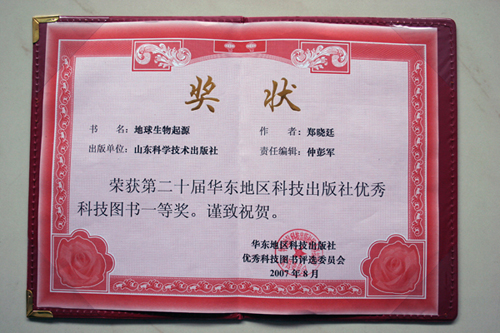 奖 状
书 名：地球生物起源 作 者：郑晓廷
出版单位：山东科学技术出版社 责任编辑：仲彭军
荣获第二十届华东地区科技出版社优秀
科技图书一等奖。谨致祝贺。
华东地区科技出版社
优秀科技图书评选委员会
2007 年 8 月